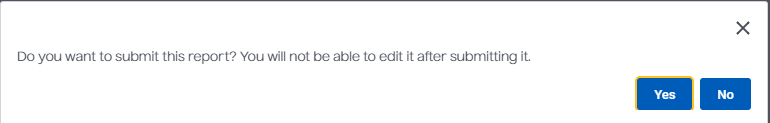 Do you want to submit this report? You will not be able to edit it after submitting it.
Yes
No